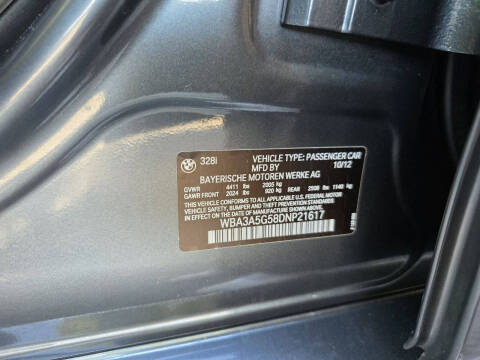 BMW
328i VEHICLE TYPE: PASSENGER CAR
MFD BY 10/12
BAYERISCHE MOTOREN WERKE AG
GVWR 4411 lbs 2005 kg
GAWR FRONT 2024 lbs 920 kg REAR 2508 lbs 1140 kg
THIS VEHICLE CONFORMS TO ALL APPLICABLE U.S. FEDERAL MOTOR
VEHICLE SAFETY, BUMPER AND THEFT PREVENTION STANDARDS
IN EFFECT ON THE DATE OF MANUFACTURE SHOWN ABOVE.
WBA3A5G58DNP21617